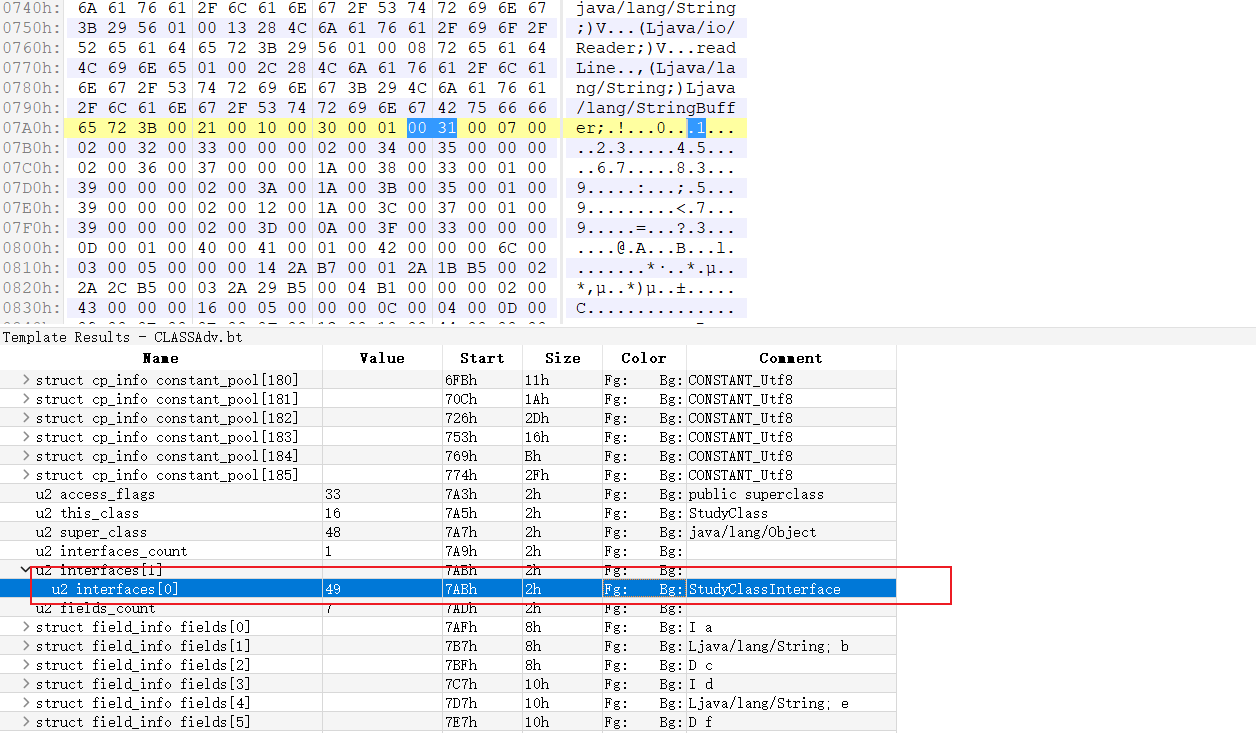 0740h: 6A 61 76 61 2F 6C 61 6E 67 2F 53 74 72 69 6E 67 java/lang/String
0750h: 3B 29 56 01 00 13 28 4C 6A 61 76 61 2F 69 6F 2F ;)V...(Ljava/io/
0760h: 52 65 61 64 65 72 3B 29 56 01 00 08 72 65 61 64 Reader;)V...read
0770h: 4C 69 6E 65 01 00 2C 28 4C 6A 61 76 61 2F 6C 61 Line..,(Ljava/la
0780h: 6E 67 2F 53 74 72 69 6E 67 3B 29 4C 6A 61 76 61 ng/String;)Ljava
0790h: 2F 6C 61 6E 67 2F 53 74 72 69 6E 67 42 75 66 66 /lang/StringBuff
07A0h: 65 72 3B 00 21 00 10 00 30 00 01 00 31 00 07 00 er;.!...0...1...
07B0h: 02 00 32 00 33 00 00 00 02 00 34 00 35 00 00 00 ..2.3.....4.5...
07C0h: 02 00 36 00 37 00 00 00 1A 00 38 00 33 00 01 00 ..6.7.....8.3...
07D0h: 39 00 00 00 02 00 3A 00 1A 00 3B 00 35 00 01 00 9.....:...;.5...
07E0h: 39 00 00 00 02 00 12 00 1A 00 3C 00 37 00 01 00 9.........<.7...
07F0h: 39 00 00 00 02 00 3D 00 0A 00 3F 00 33 00 00 00 9.....=...?.3...
0800h: 0D 00 01 00 40 00 41 00 01 00 42 00 00 00 6C 00 ....@.A...B...l.
0810h: 03 00 05 00 00 00 14 2A B7 00 01 2A 1B B5 00 02 .......*·..*.µ..
0820h: 2A 2C B5 00 03 2A 29 B5 00 04 B1 00 00 00 02 00 *,µ..*)µ..±.....
0830h: 43 00 00 00 16 00 05 00 00 00 0C 00 04 00 0D 00 C...............
Template Results - CLASSAdv.bt
Name Value Start Size Color Comment
struct cp_info constant_pool[180] 6FBh 11h Fg: Bg: CONSTANT_Utf8
struct cp_info constant_pool[181] 70Ch 1Ah Fg: Bg: CONSTANT_Utf8
struct cp_info constant_pool[182] 726h 2Dh Fg: Bg: CONSTANT_Utf8
struct cp_info constant_pool[183] 753h 16h Fg: Bg: CONSTANT_Utf8
struct cp_info constant_pool[184] 769h Bh Fg: Bg: CONSTANT_Utf8
struct cp_info constant_pool[185] 774h 2Fh Fg: Bg: CONSTANT_Utf8
u2 access_flags 33 7A3h 2h Fg: Bg: public superclass
u2 this_class 16 7A5h 2h Fg: Bg: StudyClass
u2 super_class 48 7A7h 2h Fg: Bg: java/lang/Object
u2 interfaces_count 1 7A9h 2h Fg: Bg:
u2 interfaces[1] 7ABh 2h Fg: Bg:
u2 interfaces[0] 49 7ABh 2h Fg: Bg: StudyClassInterface
u2 fields_count 7 7ADh 2h Fg: Bg:
struct field_info fields[0] 7AFh 8h Fg: Bg: I a
struct field_info fields[1] 7B7h 8h Fg: Bg: Ljava/lang/String; b
struct field_info fields[2] 7BFh 8h Fg: Bg: D c
struct field_info fields[3] 7C7h 10h Fg: Bg: I d
struct field_info fields[4] 7D7h 10h Fg: Bg: Ljava/lang/String; e
struct field_info fields[5] 7E7h 10h Fg: Bg: D f